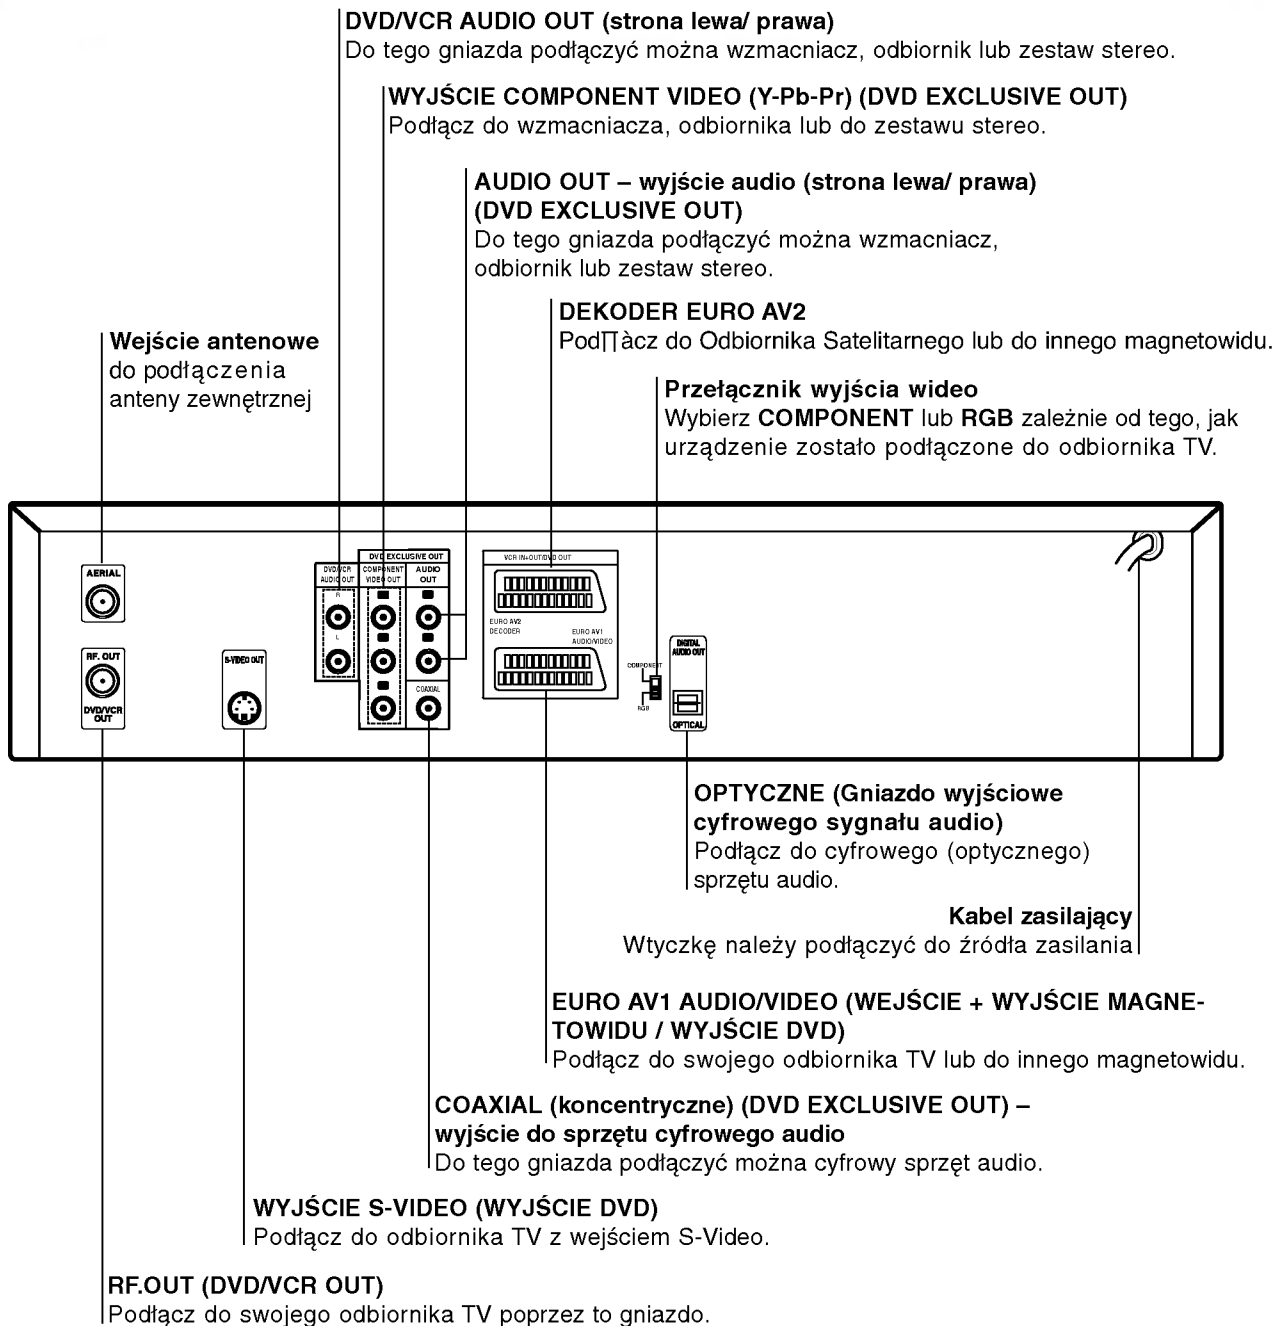 DVD/VCR AUDIO OUT (strona lewa/ prawa)
Do tego gniazda podłączyć można wzmacniacz, odbiornik lub zestaw stereo.
WYJŚCIE COMPONENT VIDEO (Y-Pb-Pr) (DVD EXCLUSIVE OUT)
Podłącz do wzmacniacza, odbiornika lub do zestawu stereo.
AUDIO OUT – wyjście audio (strona lewa/ prawa)
(DVD EXCLUSIVE OUT)
Do tego gniazda podłączyć można wzmacniacz,
odbiornik lub zestaw stereo.
DEKODER EURO AV2
Pod∏àcz do Odbiornika Satelitarnego lub do innego magnetowidu.
Wejście antenowe
do podłączenia
anteny zewnętrznej
Przełącznik wyjścia wideo
Wybierz COMPONENT lub RGB zależnie od tego, jak
urządzenie zostało podłączone do odbiornika TV.
AERIAL
RF. OUT
DVD/VCR
OUT
S-VIDEO OUT
DVD/VCR
AUDIO OUT
R
L
DVD EXCLUSIVE OUT
COMPONENT
VIDEO OUT
AUDIO
OUT
COAXIAL
VCR IN+OUT/DVD OUT
EURO AV2
DECODER
EURO AV1
AUDIO/VIDEO
COMPONENT
RGB
DIGITAL
AUDIO OUT
OPTICAL
OPTYCZNE (Gniazdo wyjściowe
cyfrowego sygnału audio)
Podłącz do cyfrowego (optycznego)
sprzętu audio.
Kabel zasilający
Wtyczkę należy podłączyć do źródła zasilania
EURO AV1 AUDIO/VIDEO (WEJŚCIE + WYJŚCIE MAGNE-
TOWIDU / WYJŚCIE DVD)
Podłącz do swojego odbiornika TV lub do innego magnetowidu.
COAXIAL (koncentryczne) (DVD EXCLUSIVE OUT) –
wyjście do sprzętu cyfrowego audio
Do tego gniazda podłączyć można cyfrowy sprzęt audio.
WYJŚCIE S-VIDEO (WYJŚCIE DVD)
Podłącz do odbiornika TV z wejściem S-Video.
RF.OUT (DVD/VCR OUT)
Podłącz do swojego odbiornika TV poprzez to gniazdo.